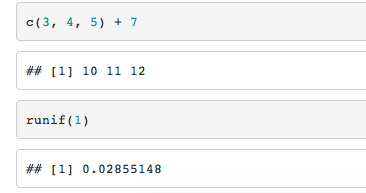 c(3, 4, 5) + 7
## [1] 10 11 12
runif(1)
## [1] 0.02855148